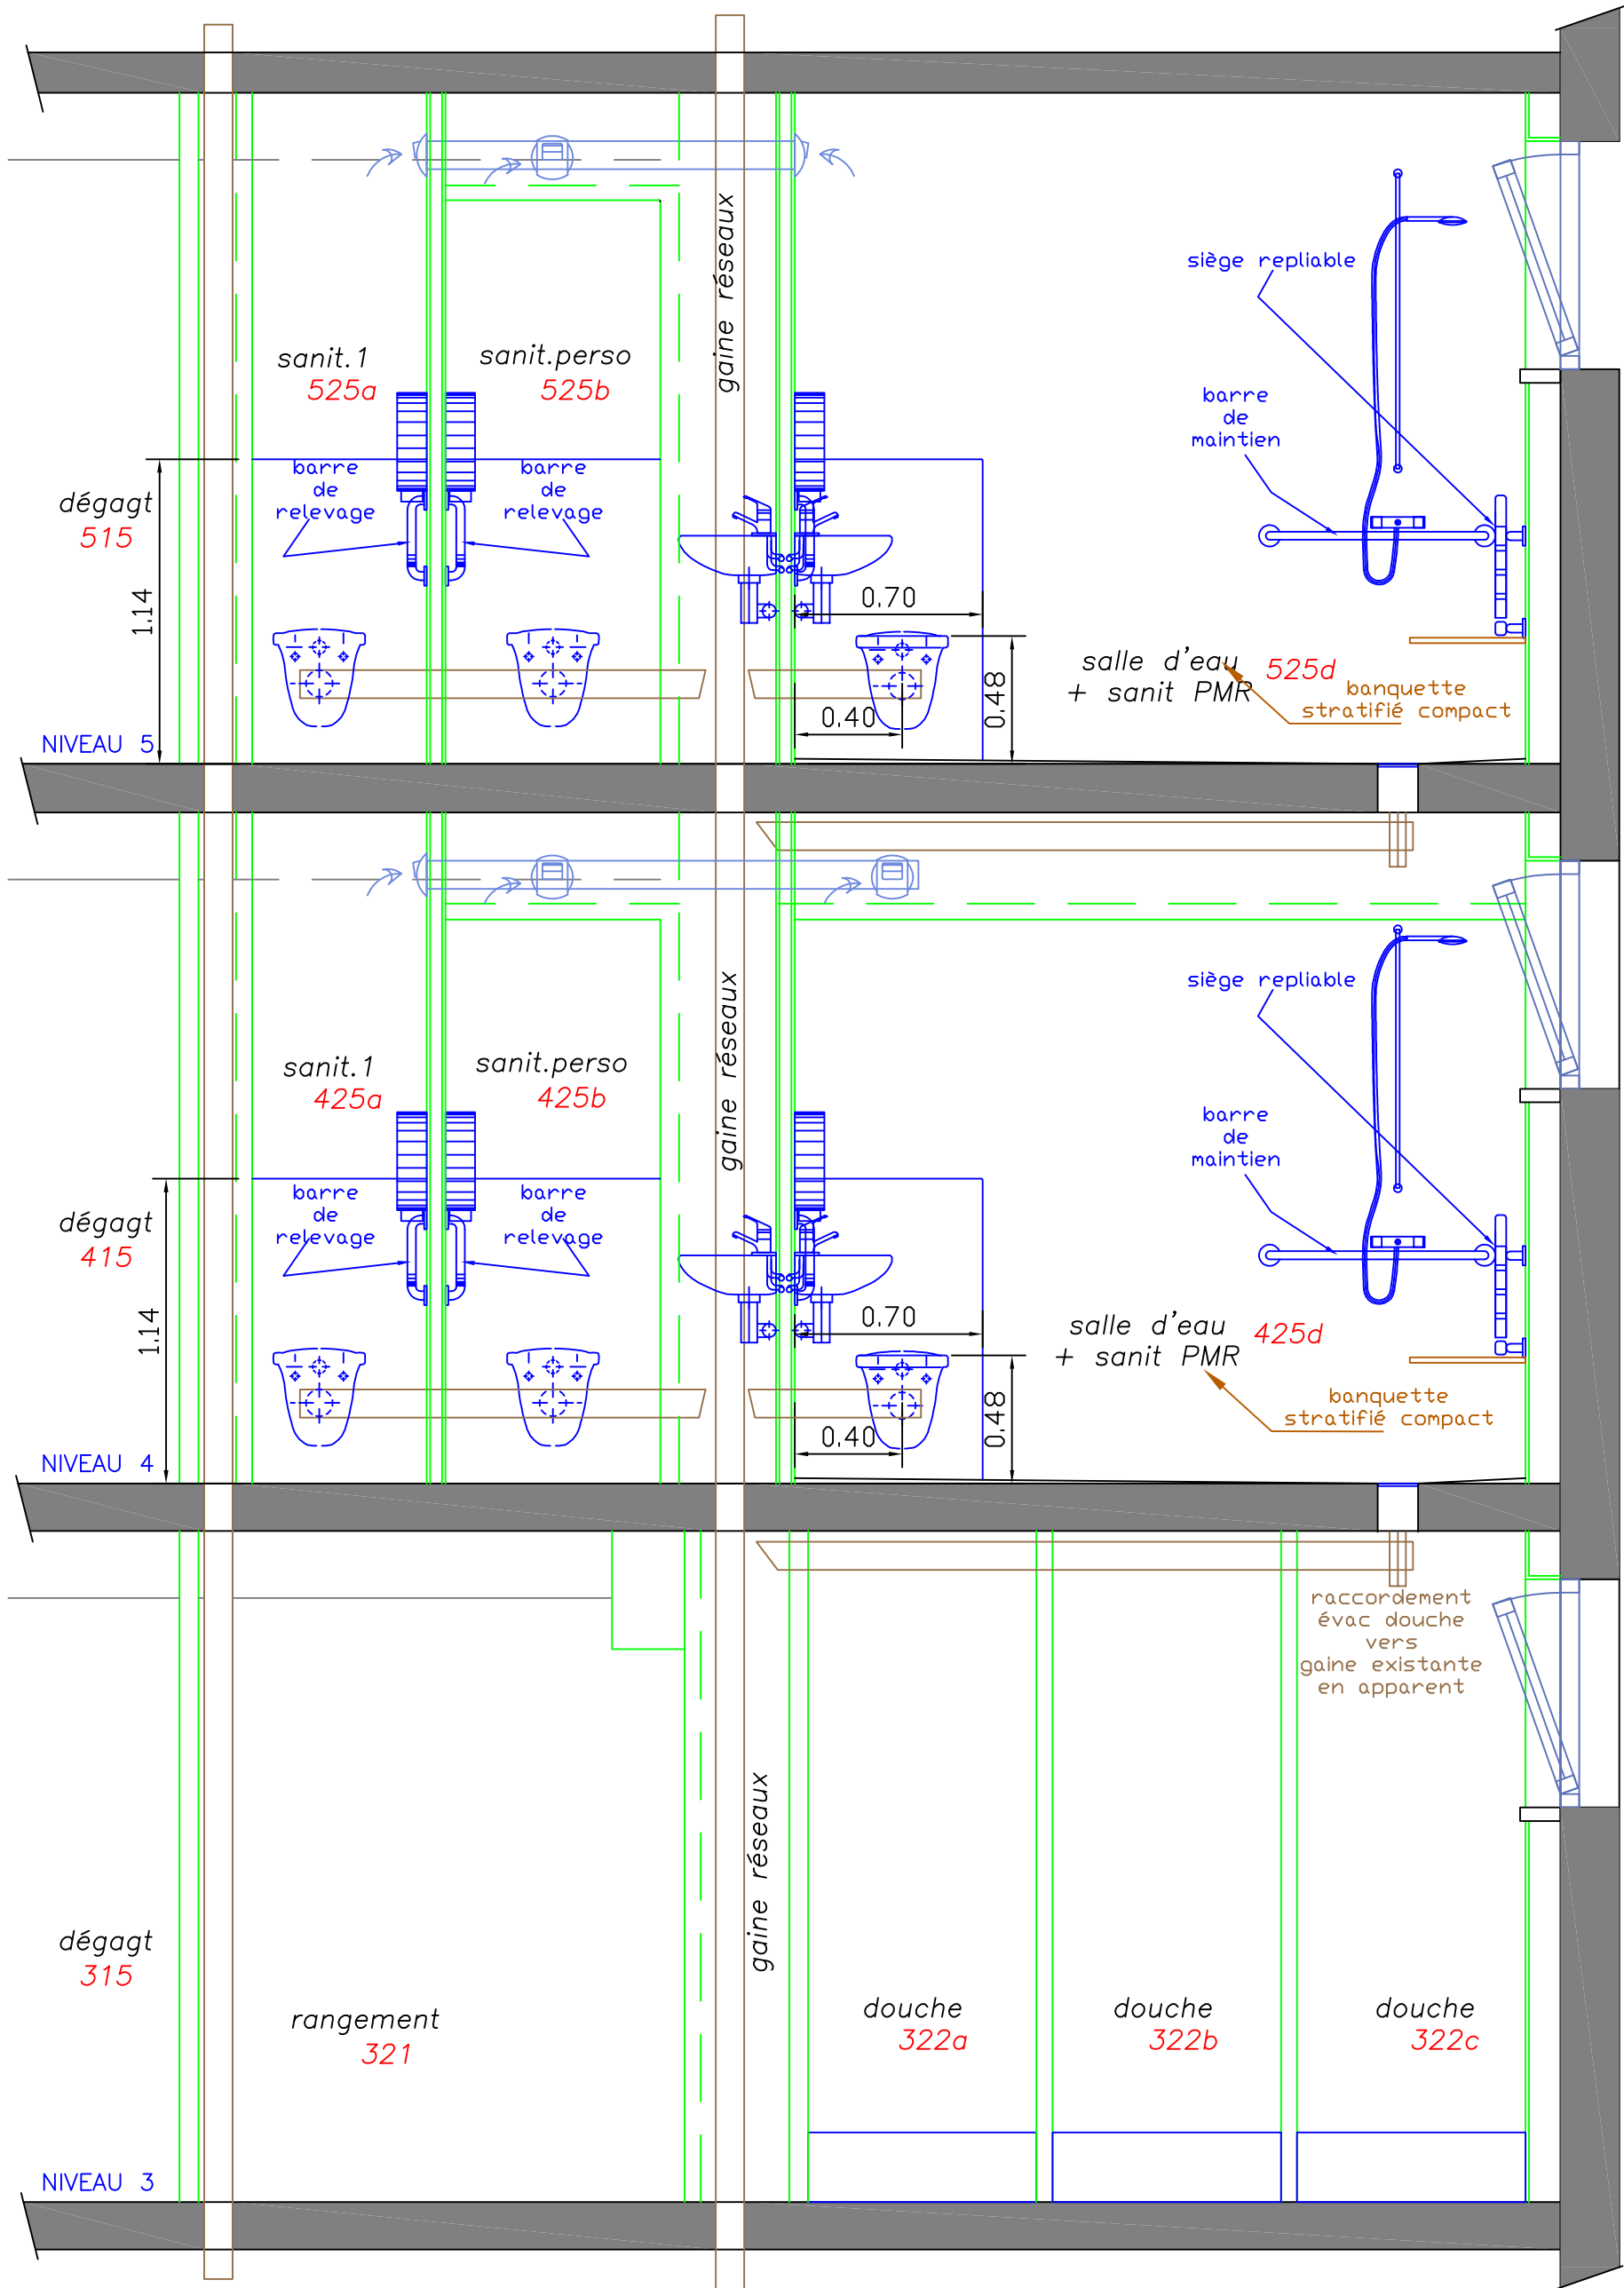 gaine réseaux
siège repliable
sanit.1
525a
sanit.perso
525b
barre
de
maintien
barre
de
relevage
barre
de
relevage
dégagt
515
1.14
0.70
salle d'eau
+ sanit PMR
525d
0.48
0.40
banquette
stratifié compact
NIVEAU 5
gaine réseaux
siège repliable
sanit.1
425a
sanit.perso
425b
barre
de
maintien
barre
de
relevage
barre
de
relevage
dégagt
415
1.14
0.70
salle d'eau
+ sanit PMR
425d
0.48
0.40
banquette
stratifié compact
NIVEAU 4
raccordement
évac douche
vers
gaine existante
en apparent
gaine réseaux
dégagt
315
rangement
321
douche
322a
douche
322b
douche
322c
NIVEAU 3